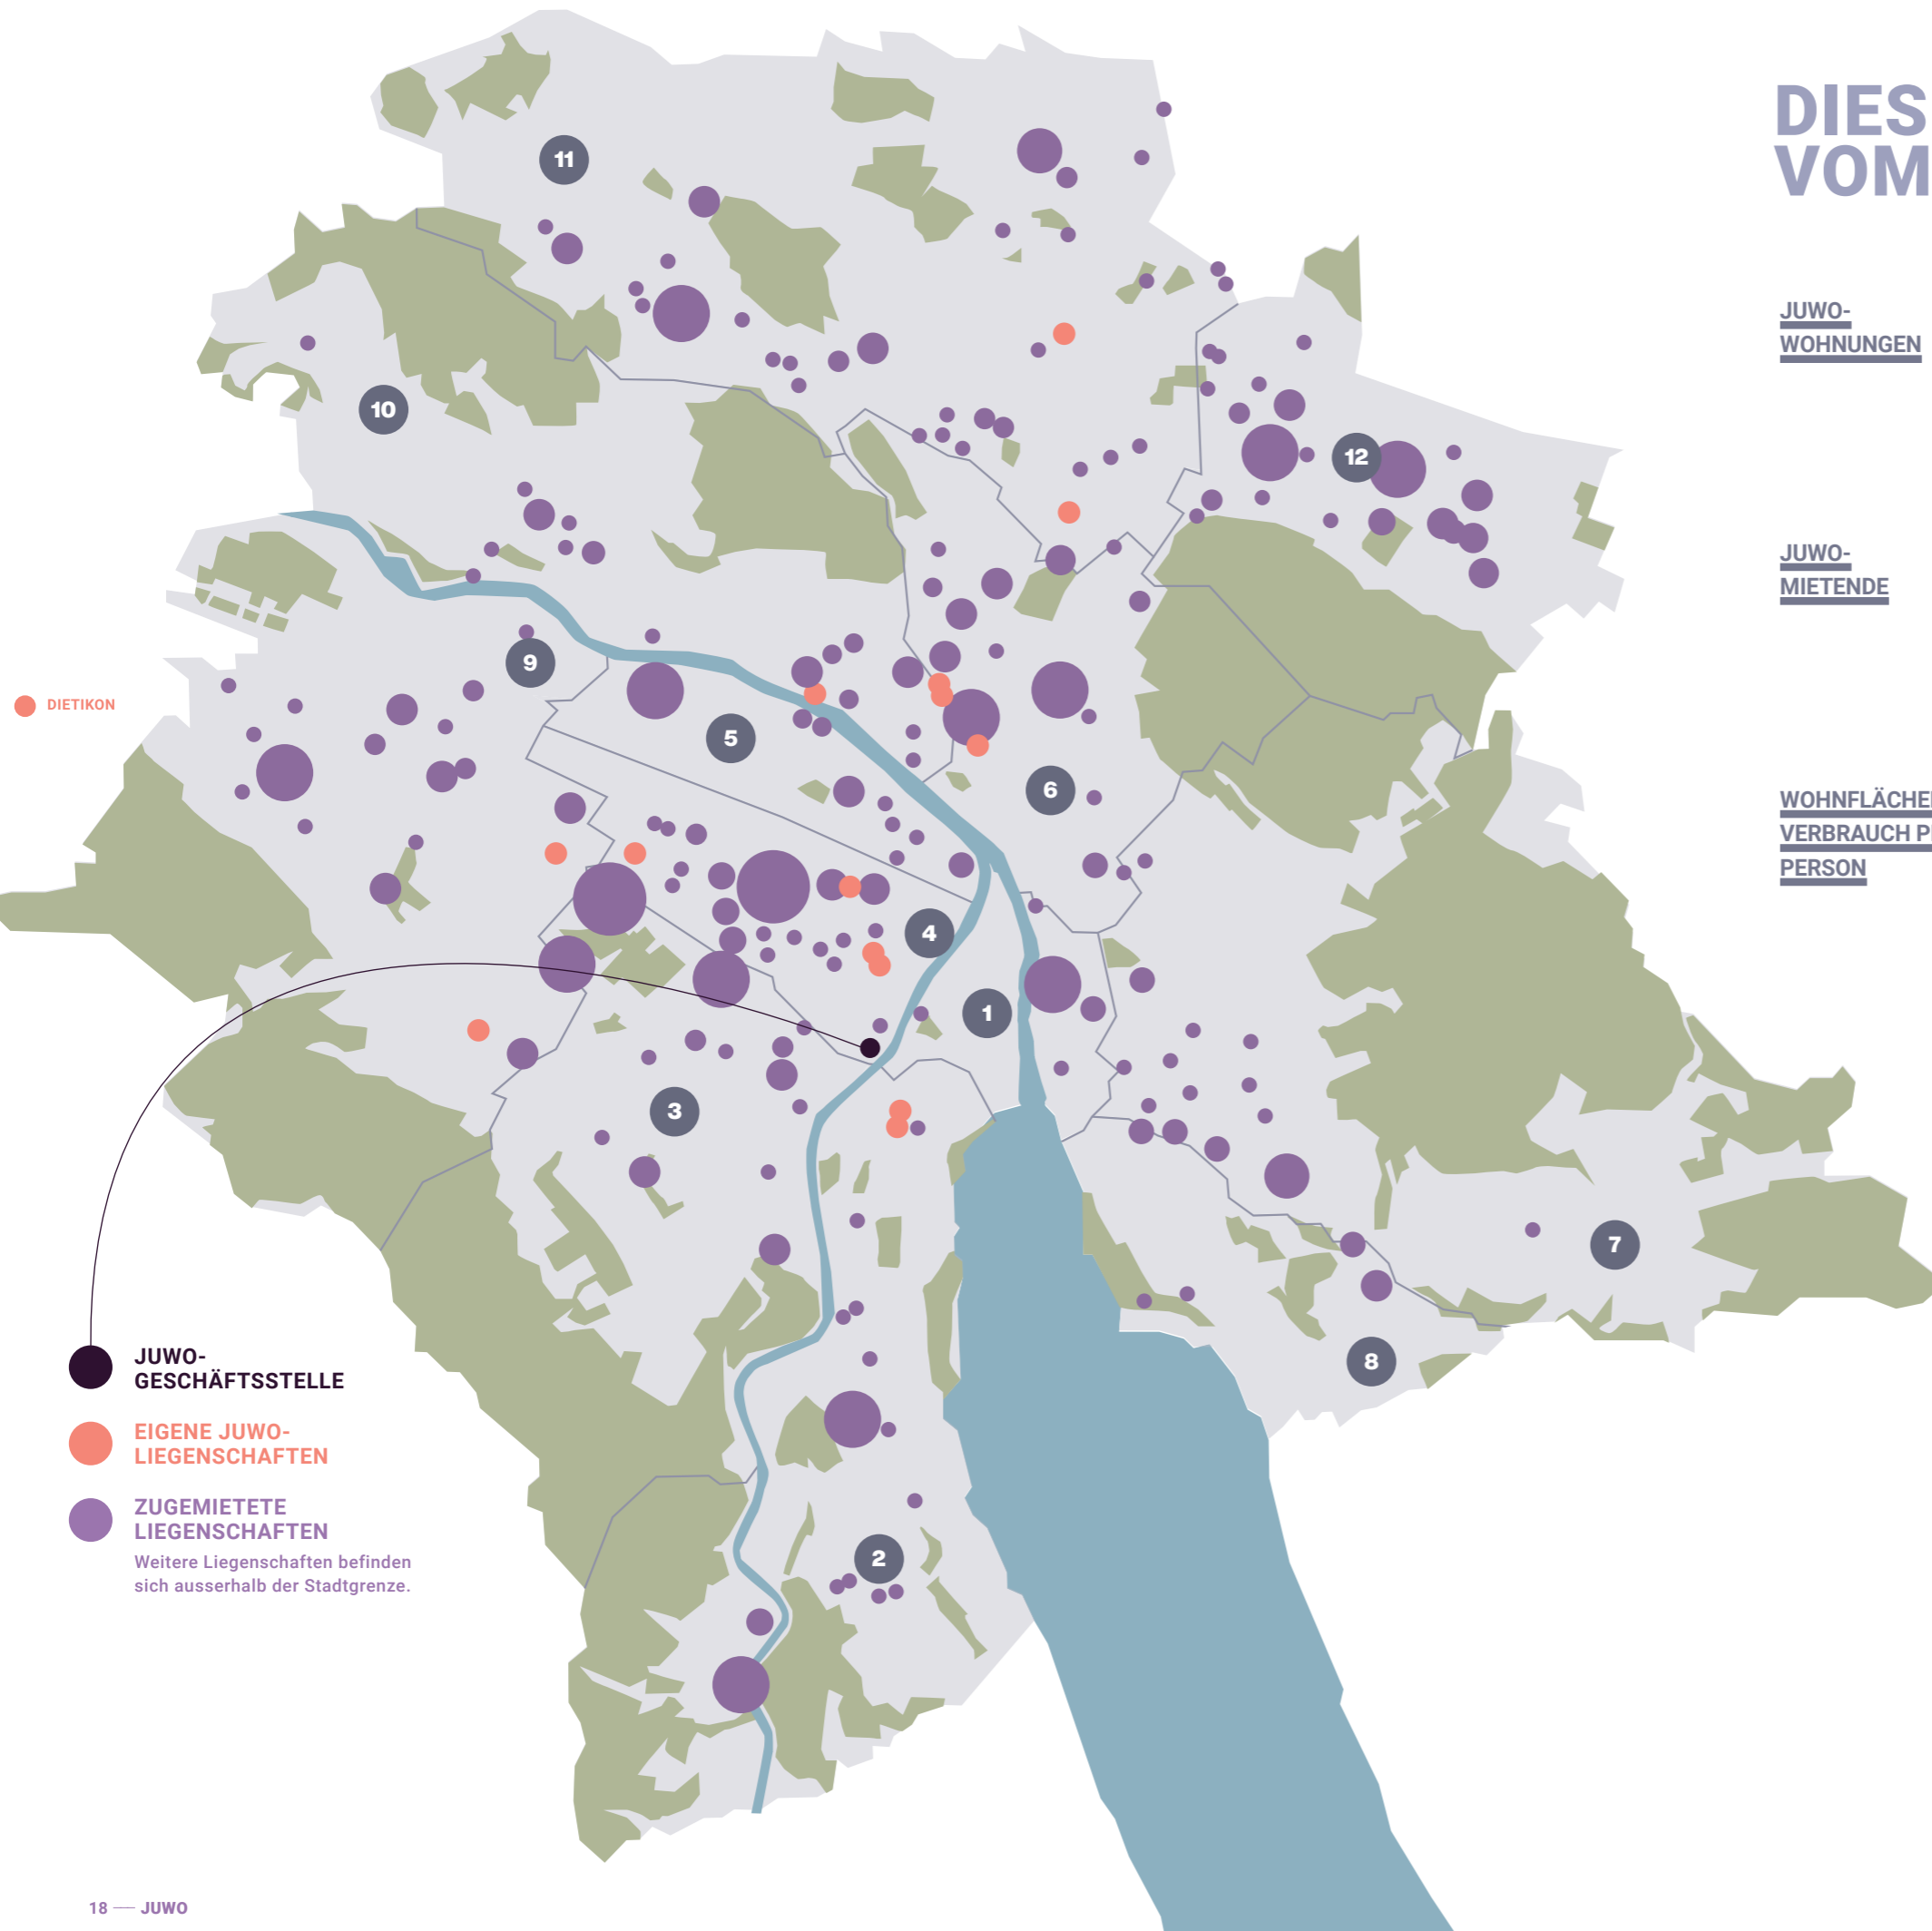 DIES
VOM
11
JUWO-
WOHNUNGEN
10
12
JUWO-
MIETENDE
9
DIETIKON
5
6
WOHNFLÄCHE
VERBRAUCH P
PERSON
4
1
3
7
8
2
JUWO-
GESCHÄFTSSTELLE
EIGENE JUWO-
LIEGENSCHAFTEN
ZUGEMIETETE
LIEGENSCHAFTEN
Weitere Liegenschaften befinden
sich ausserhalb der Stadtgrenze.
18 — JUWO